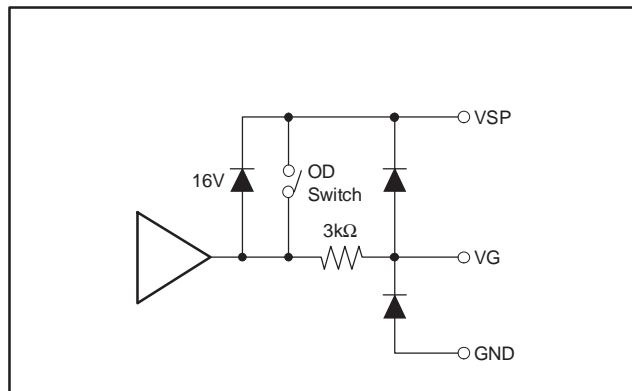 VSP
16V
OD
Switch
3kΩ
VG
GND